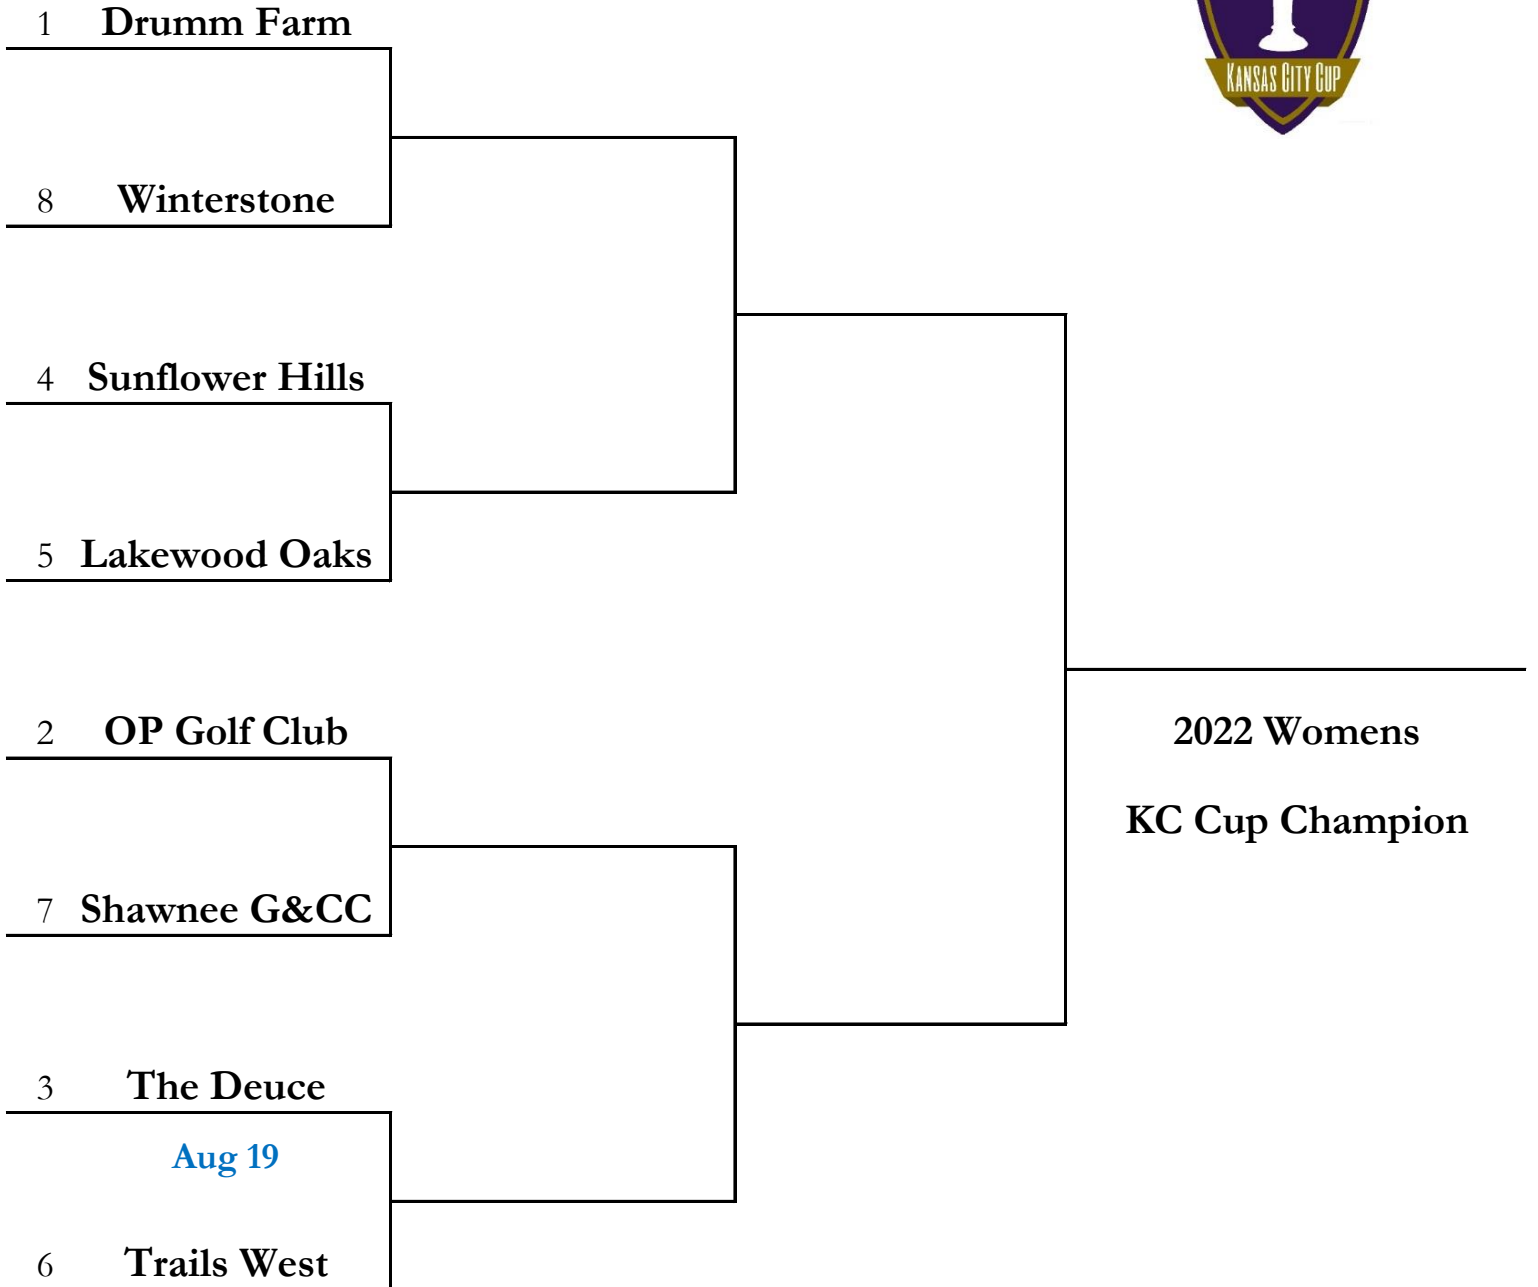 1 Drumm Farm
KANSAS CITY CUP
8 Winterstone
4 Sunflower Hills
5 Lakewood Oaks
2 OP Golf Club
2022 Womens
KC Cup Champion
7 Shawnee G&CC
3 The Deuce
Aug 19
6 Trails West